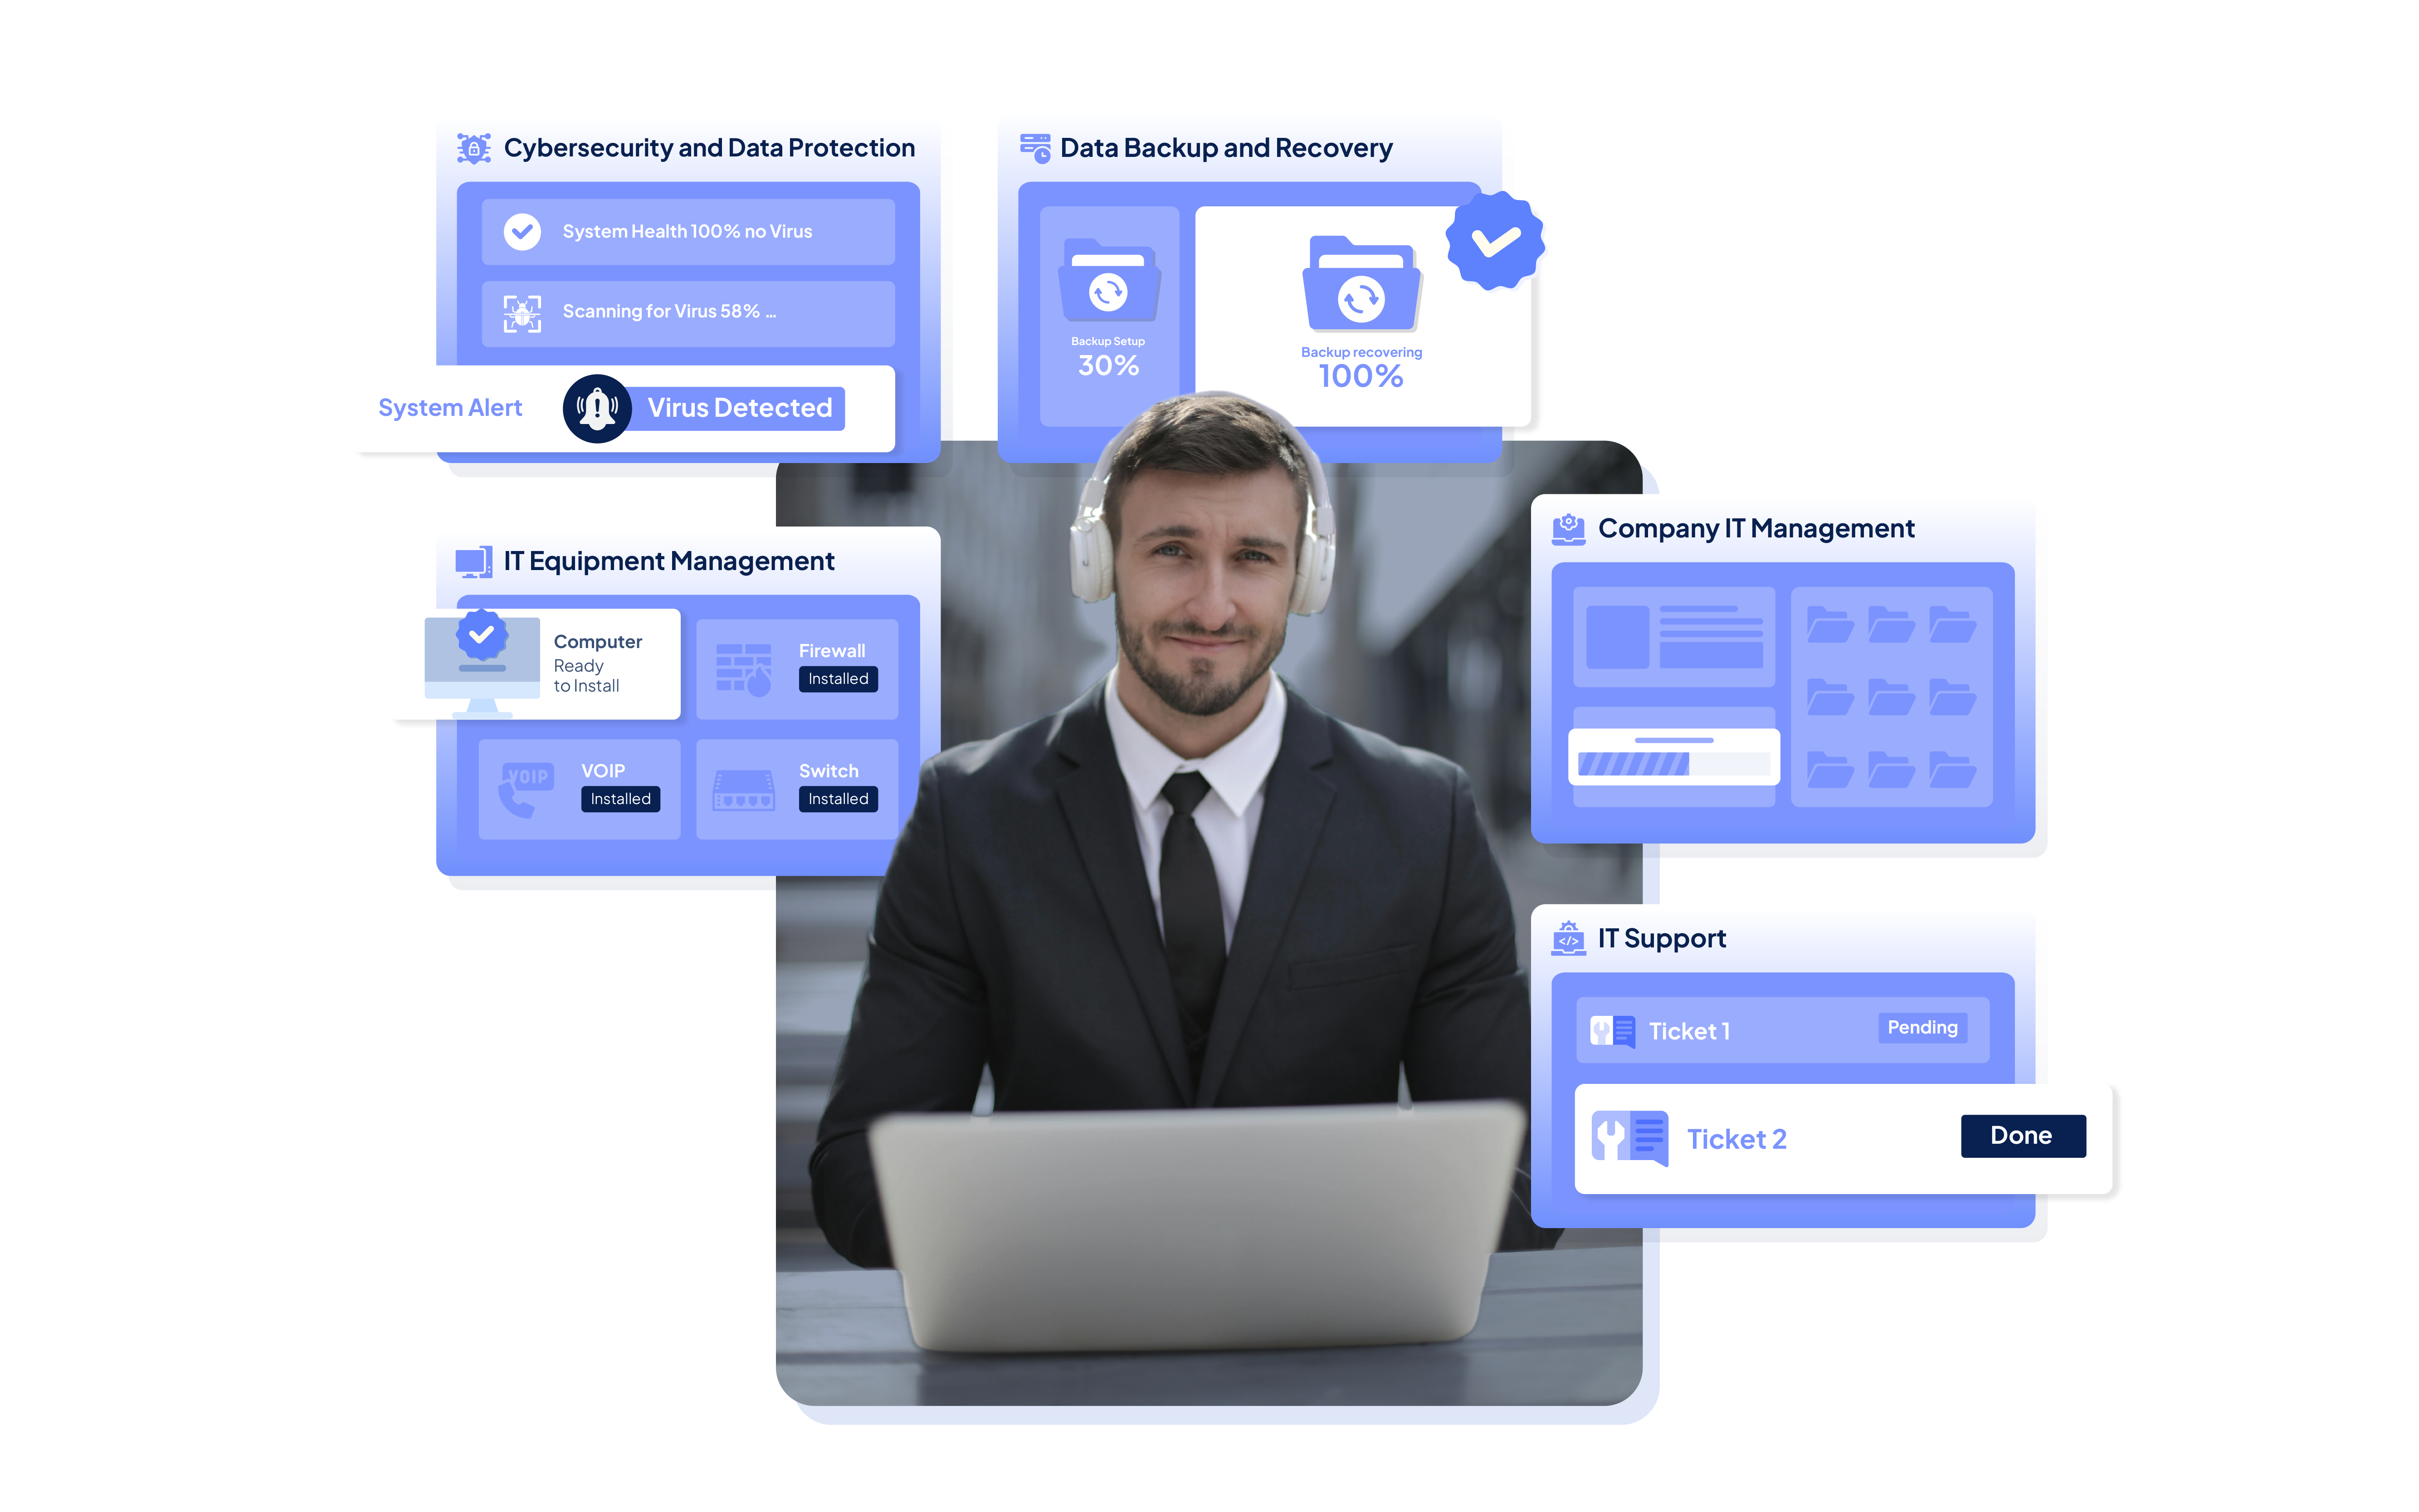 Cybersecurity and Data Protection
System Health 100% no Virus
Scanning for Virus 58% ...
System Alert
Virus Detected
Data Backup and Recovery
Backup Setup
30%
Backup recovering
100%
IT Equipment Management
Computer
Ready
to Install
Firewall
Installed
VOIP
VOIP
Installed
Switch
Installed
Company IT Management
</>
IT Support
Ticket 1
Pending
Ticket 2
Done